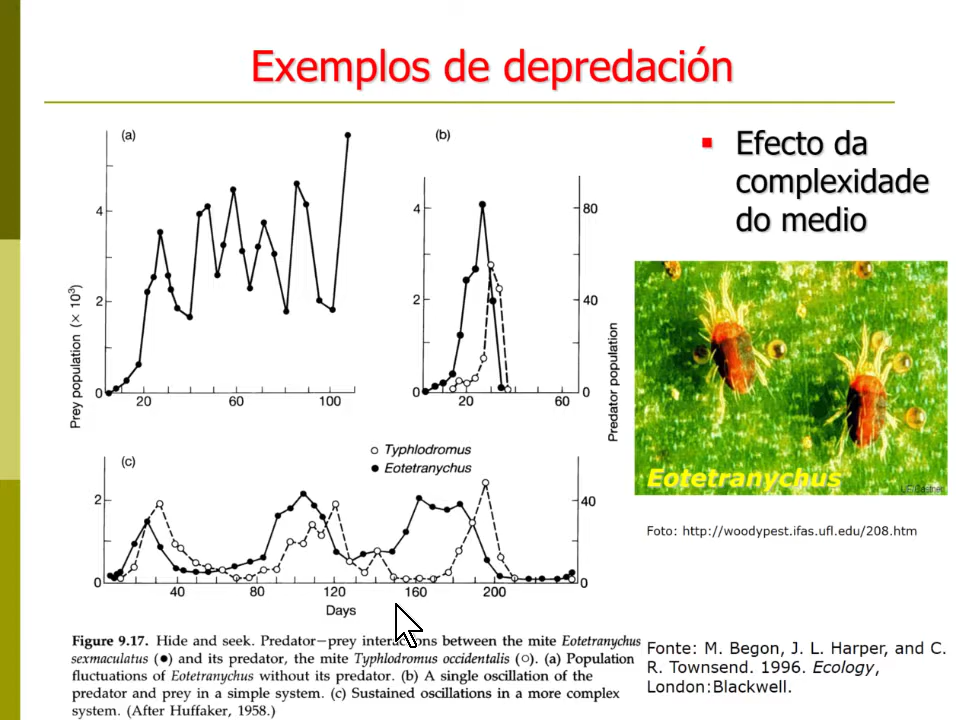 Exemplos de depredación
(a)
(b)
Efecto da
complexidade
do medio
4
2
0
20
60
100
Prey population (× 10³)
4
2
0
80
40
0
20
60
Predator population
Eotetranychus
Foto: http://woodypest.ifas.ufl.edu/208.htm
(c)
Typhlodromus
Eotetranychus
2
1
0
40
0
40
80
120
160
200
Days
Figure 9.17. Hide and seek. Predator–prey interactions between the mite Eotetranychus
sexmaculatus (●) and its predator, the mite Typhlodromus occidentalis (○). (a) Population
fluctuations of Eotetranychus without its predator. (b) A single oscillation of the
predator and prey in a simple system. (c) Sustained oscillations in a more complex
system. (After Huffaker, 1958.)
Fonte: M. Begon, J. L. Harper, and C.
R. Townsend. 1996. Ecology,
London:Blackwell.